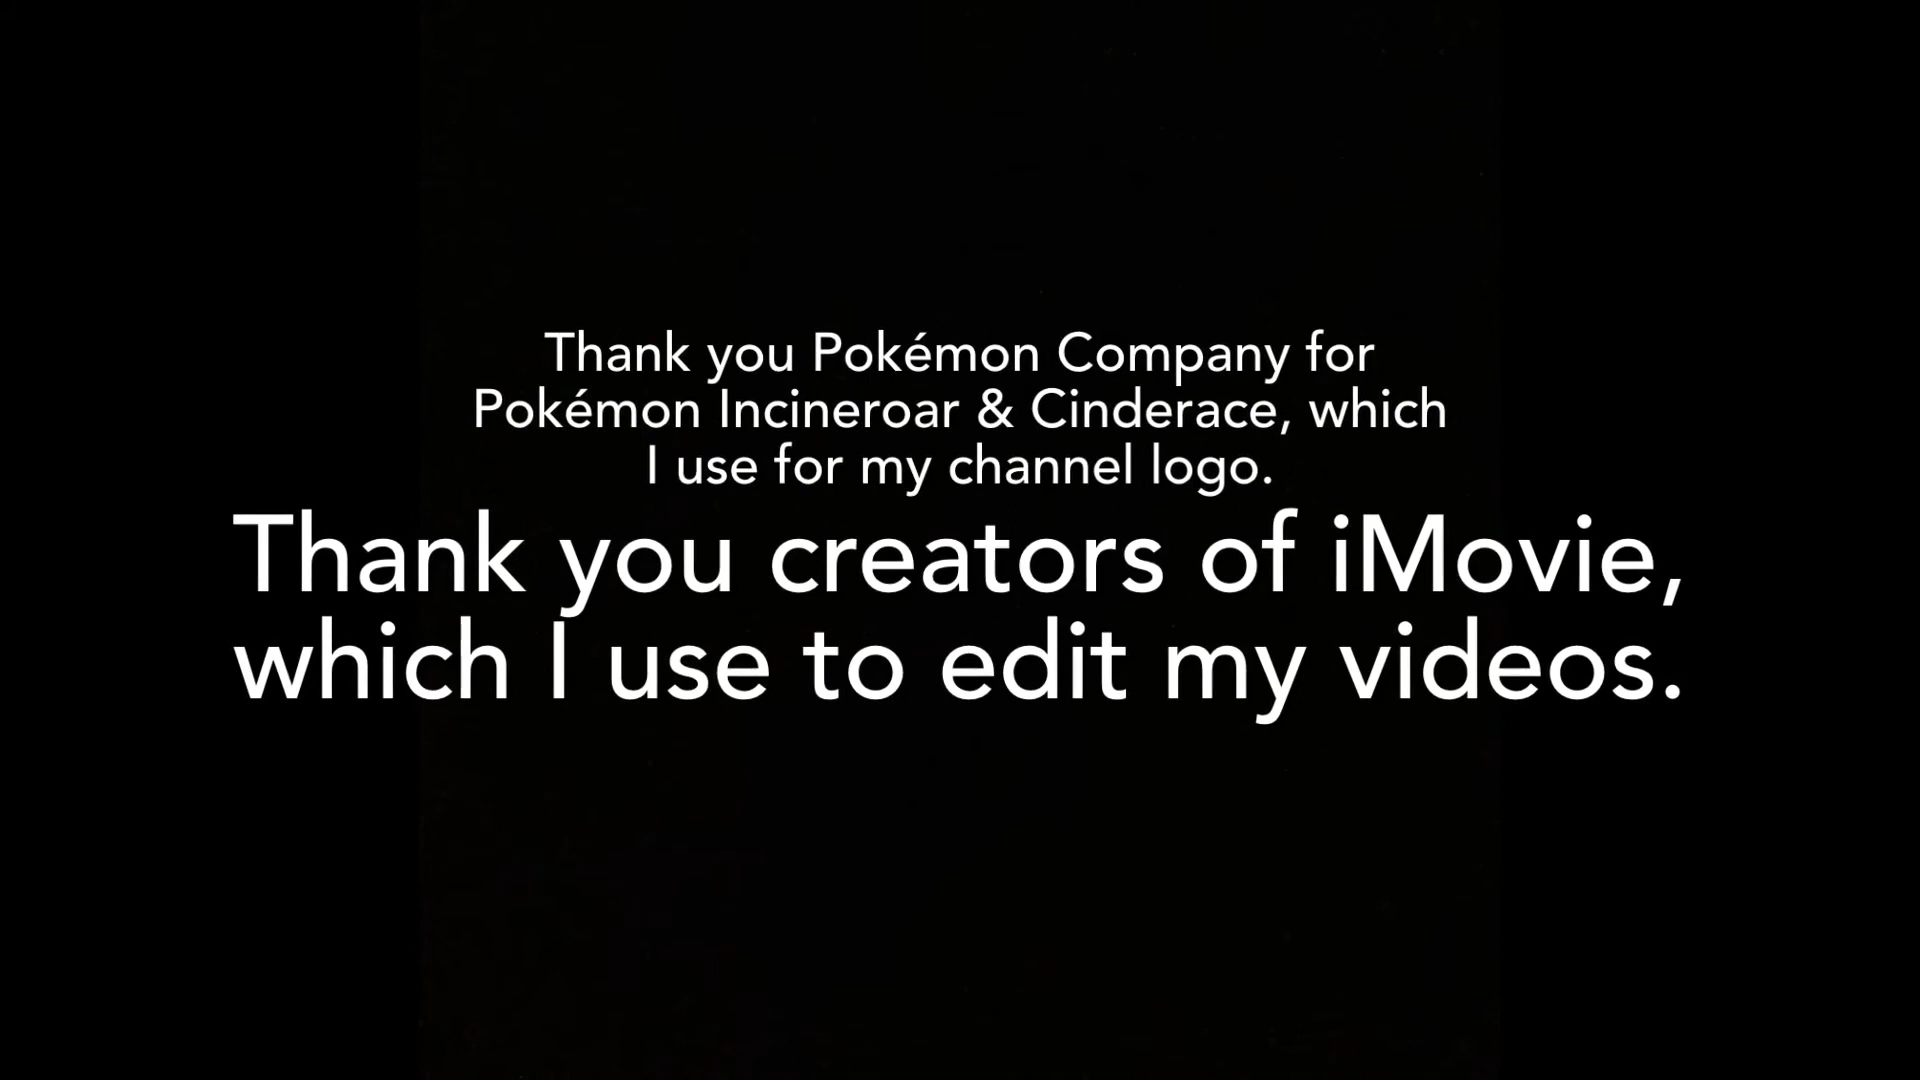 Thank you Pokémon Company for
Pokémon Incineroar & Cinderace, which
I use for my channel logo.
Thank you creators of iMovie,
which I use to edit my videos.